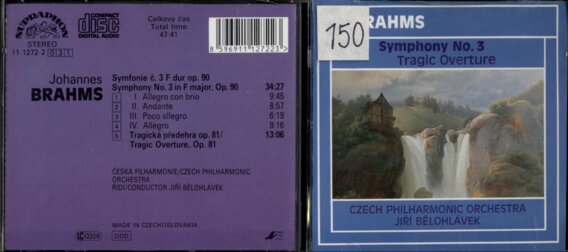 SUPRAPHON
COMPACT
disc
DIGITAL AUDIO
STEREO
11 1272-2 031
Celkový čas
Total time
47:41
8 596911 127223
Johannes
BRAHMS
Symfonie č. 3 F dur op. 90
Symphony No. 3 in F major, Op. 90 34:27
1 I. Allegro con brio 9:45
2 II. Andante 8:57
3 III. Poco allegro 6:19
4 IV. Allegro 9:16
5 Tragická předehra op. 81/ 13:06
Tragic Overture, Op. 81
ČESKÁ FILHARMONIE/CZECH PHILHARMONIC
ORCHESTRA
ŘÍDÍ/CONDUCTOR JIŘÍ BĚLOHLÁVEK
MADE IN CZECHOSLOVAKIA
DDD
150
BRAHMS
Symphony No. 3
Tragic Overture
CZECH PHILHARMONIC ORCHESTRA
JIŘÍ BĚLOHLÁVEK